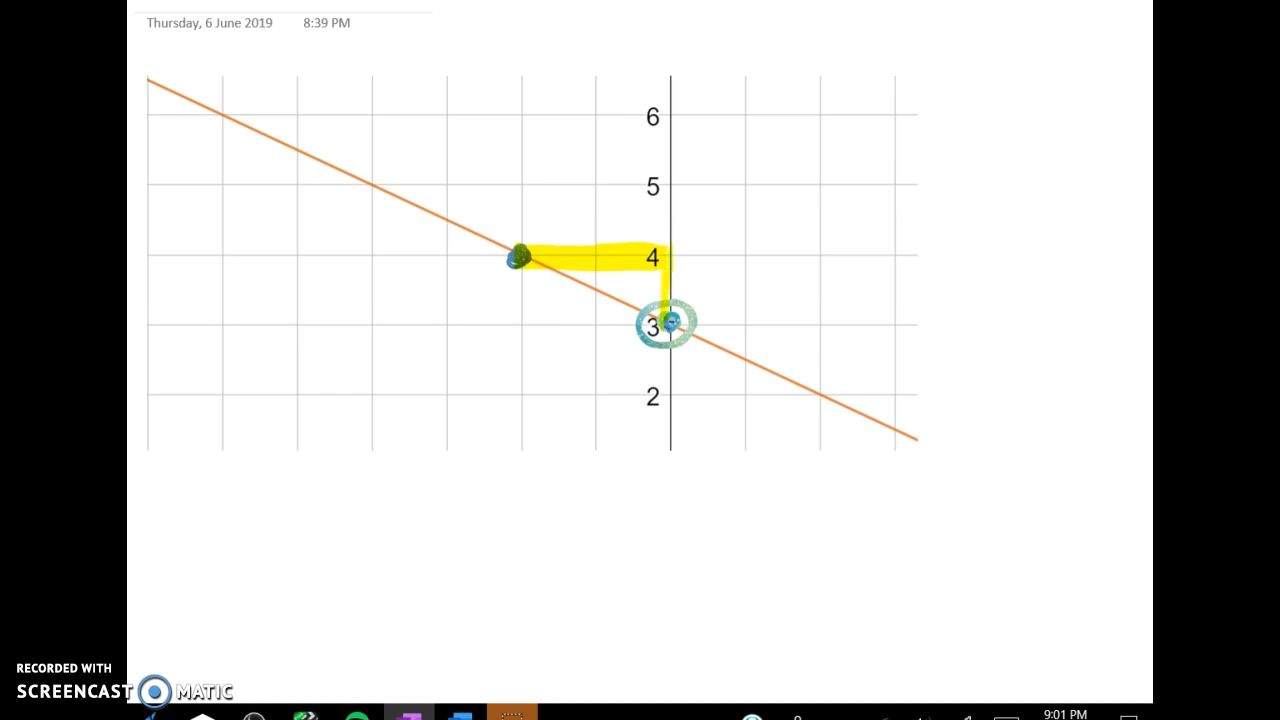 Thursday, 6 June 2019 8:39 PM
6
5
4
3
2
RECORDED WITH
SCREENCAST MATIC
9:01 PM